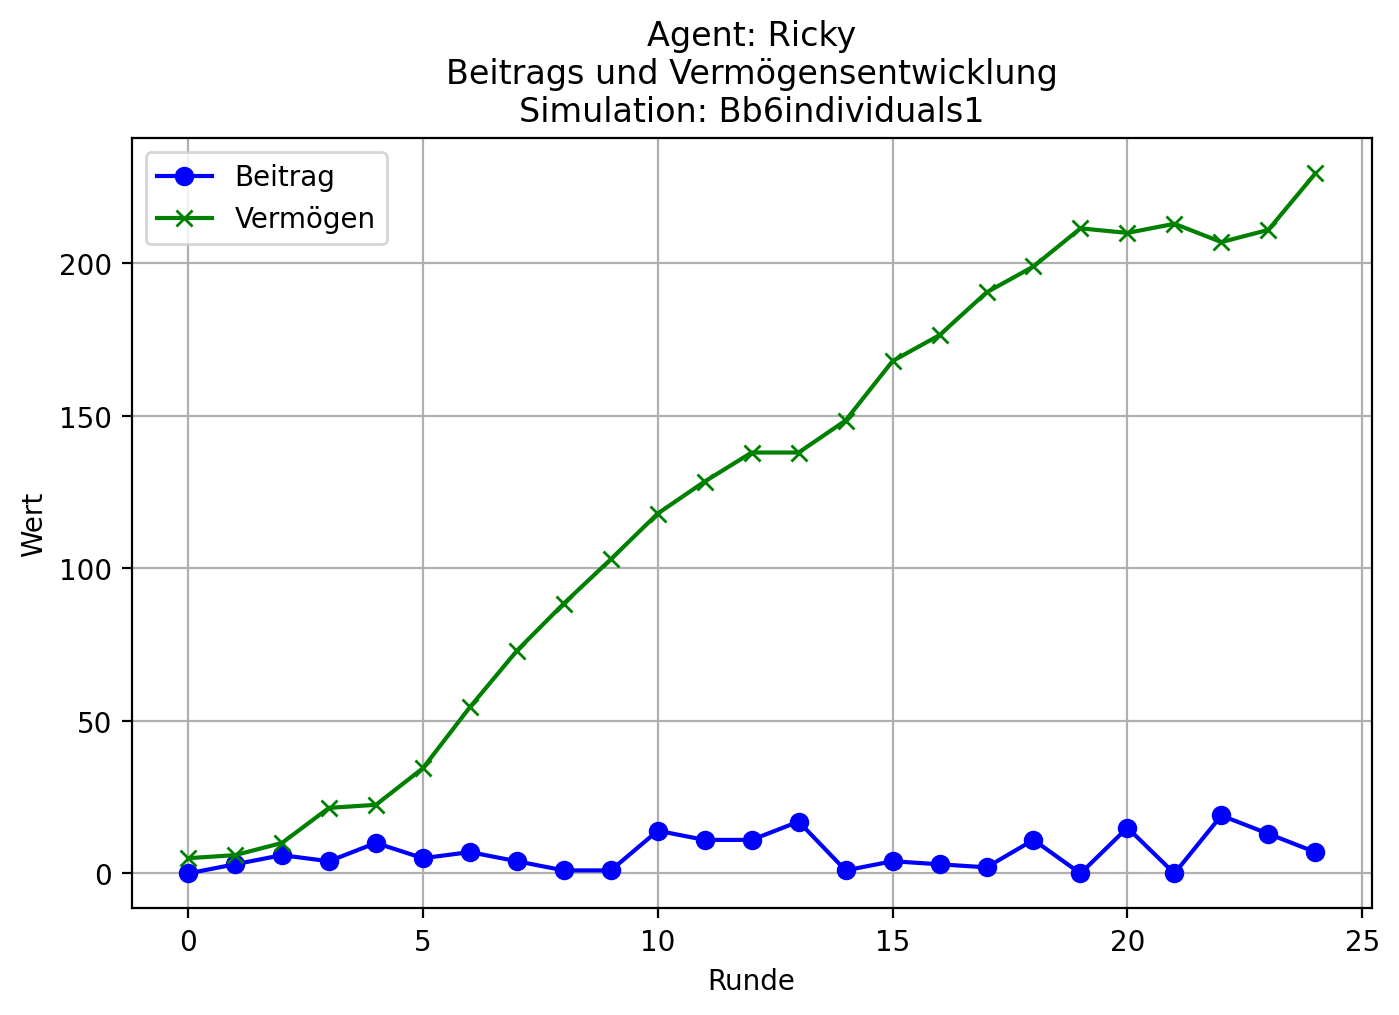 Agent: Ricky
Beitrags und Vermögensentwicklung
Simulation: Bb6individuals1
Beitrag
Vermögen
200
150
100
50
0
Wert
0 5 10 15 20 25
Runde